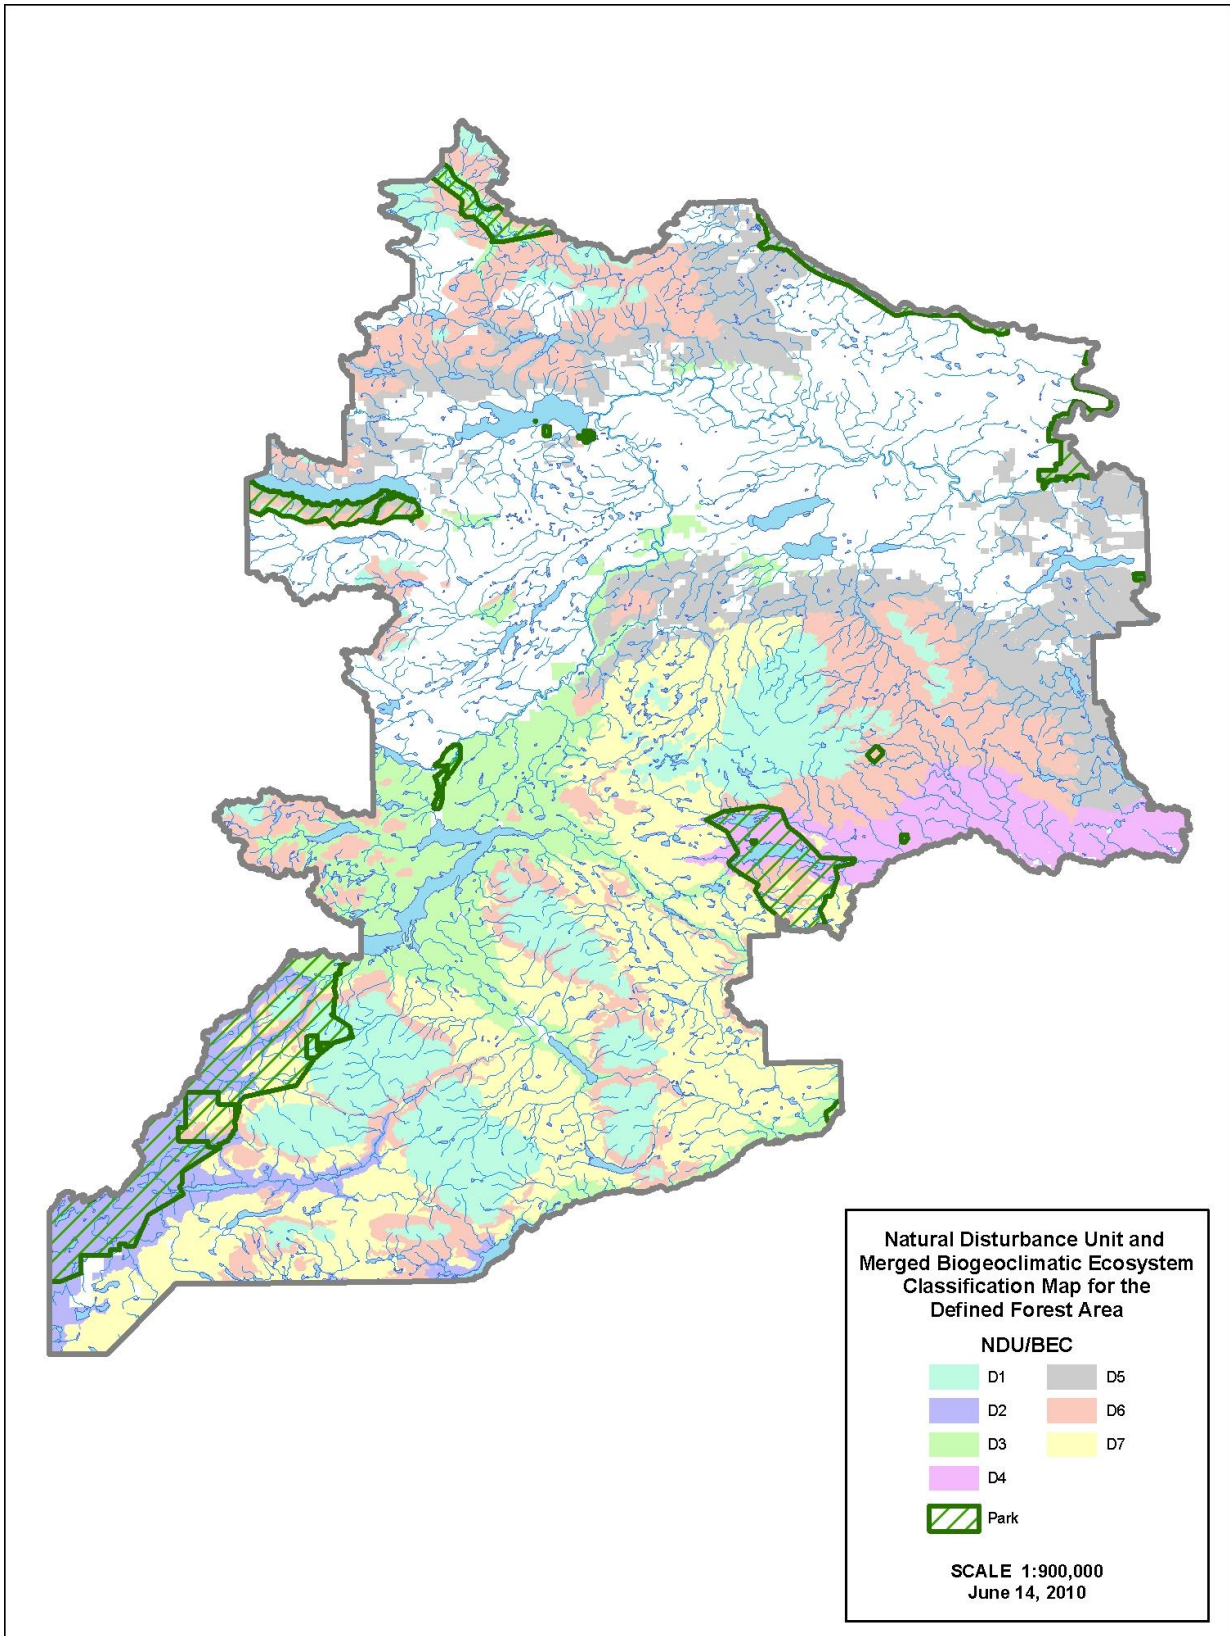 Natural Disturbance Unit and
Merged Biogeoclimatic Ecosystem
Classification Map for the
Defined Forest Area
NDU/BEC
D1
D5
D2
D6
D3
D7
D4
Park
SCALE 1:900,000
June 14, 2010